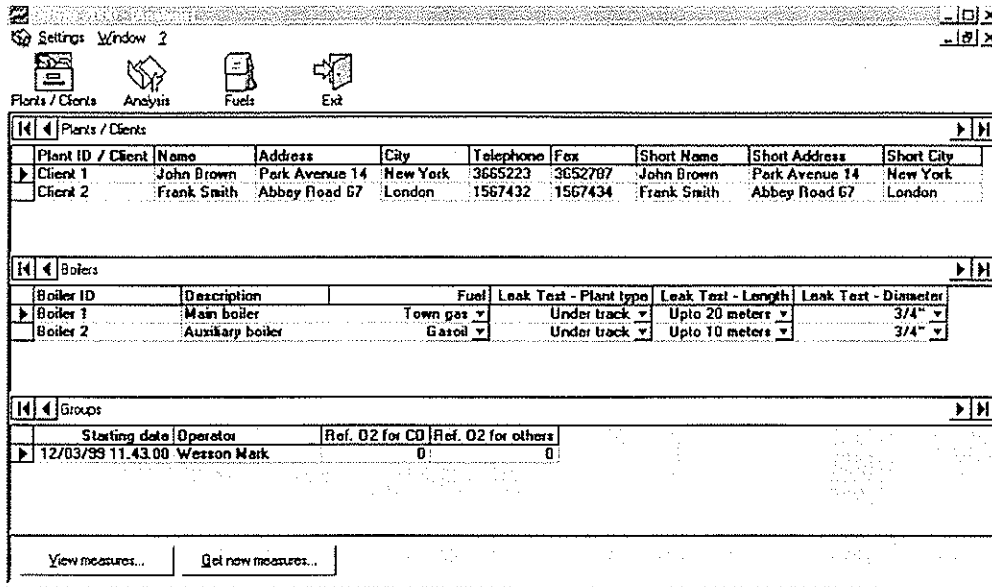 Settings Window ?
Plants / Clients Analysis Fuels Exit
Plants / Clients
Plant ID / Client Name Address City Telephone Fax Short Name Short Address Short City
Client 1 John Brown Park Avenue 14 New York 3665223 3652787 John Brown Park Avenue 14 New York
Client 2 Frank Smith Abbey Road 67 London 1567432 1567434 Frank Smith Abbey Road 67 London
Boilers
Boiler ID Description Fuel Leak Test - Plant type Leak Test - Length Leak Test - Diameter
Boiler 1 Main boiler Town gas Under track Upto 20 meters 3/4"
Boiler 2 Auxiliary boiler Gasoil Under track Upto 10 meters 3/4"
Groups
Starting date Operator Ref. O2 for CO Ref. O2 for others
12/03/99 11.43.00 Wesson Mark 0 0
View measures... Get new measures...